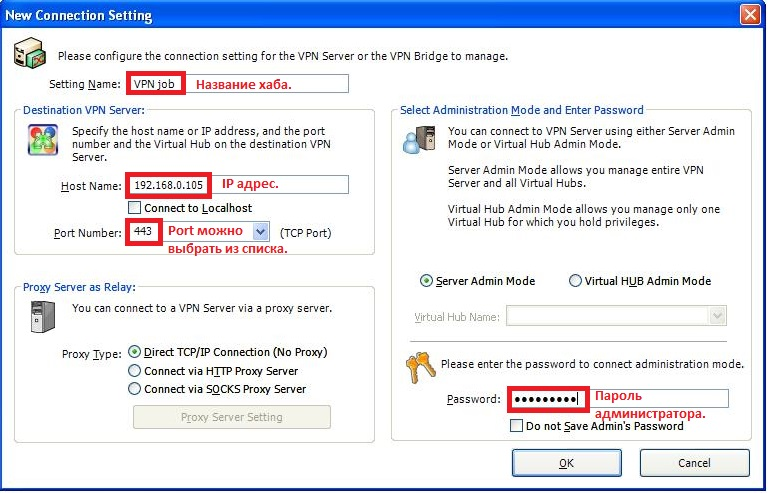 New Connection Setting
Please configure the connection setting for the VPN Server or the VPN Bridge to manage.
Setting Name: VPN job Название хаба.
Destination VPN Server:
Specify the host name or IP address, and the port
number and the Virtual Hub on the destination VPN
Server.
Host Name: 192.168.0.105 IP адрес.
Connect to Localhost
Port Number: 443 Port можно
выбрать из списка.
(TCP Port)
Proxy Server as Relay:
You can connect to a VPN Server via a proxy server.
Proxy Type: Direct TCP/IP Connection (No Proxy)
Connect via HTTP Proxy Server
Connect via SOCKS Proxy Server
Proxy Server Setting
Select Administration Mode and Enter Password
You can connect to VPN Server using either Server Admin
Mode or Virtual Hub Admin Mode.
Server Admin Mode allows you manage entire VPN
Server and all Virtual Hubs.
Virtual Hub Admin Mode allows you manage only one
Virtual Hub for which you hold privileges.
Server Admin Mode Virtual HUB Admin Mode
Virtual Hub Name:
Please enter the password to connect administration mode.
Password: ●●●●●●●●● Пароль
администратора.
Do not Save Admin's Password
OK Cancel